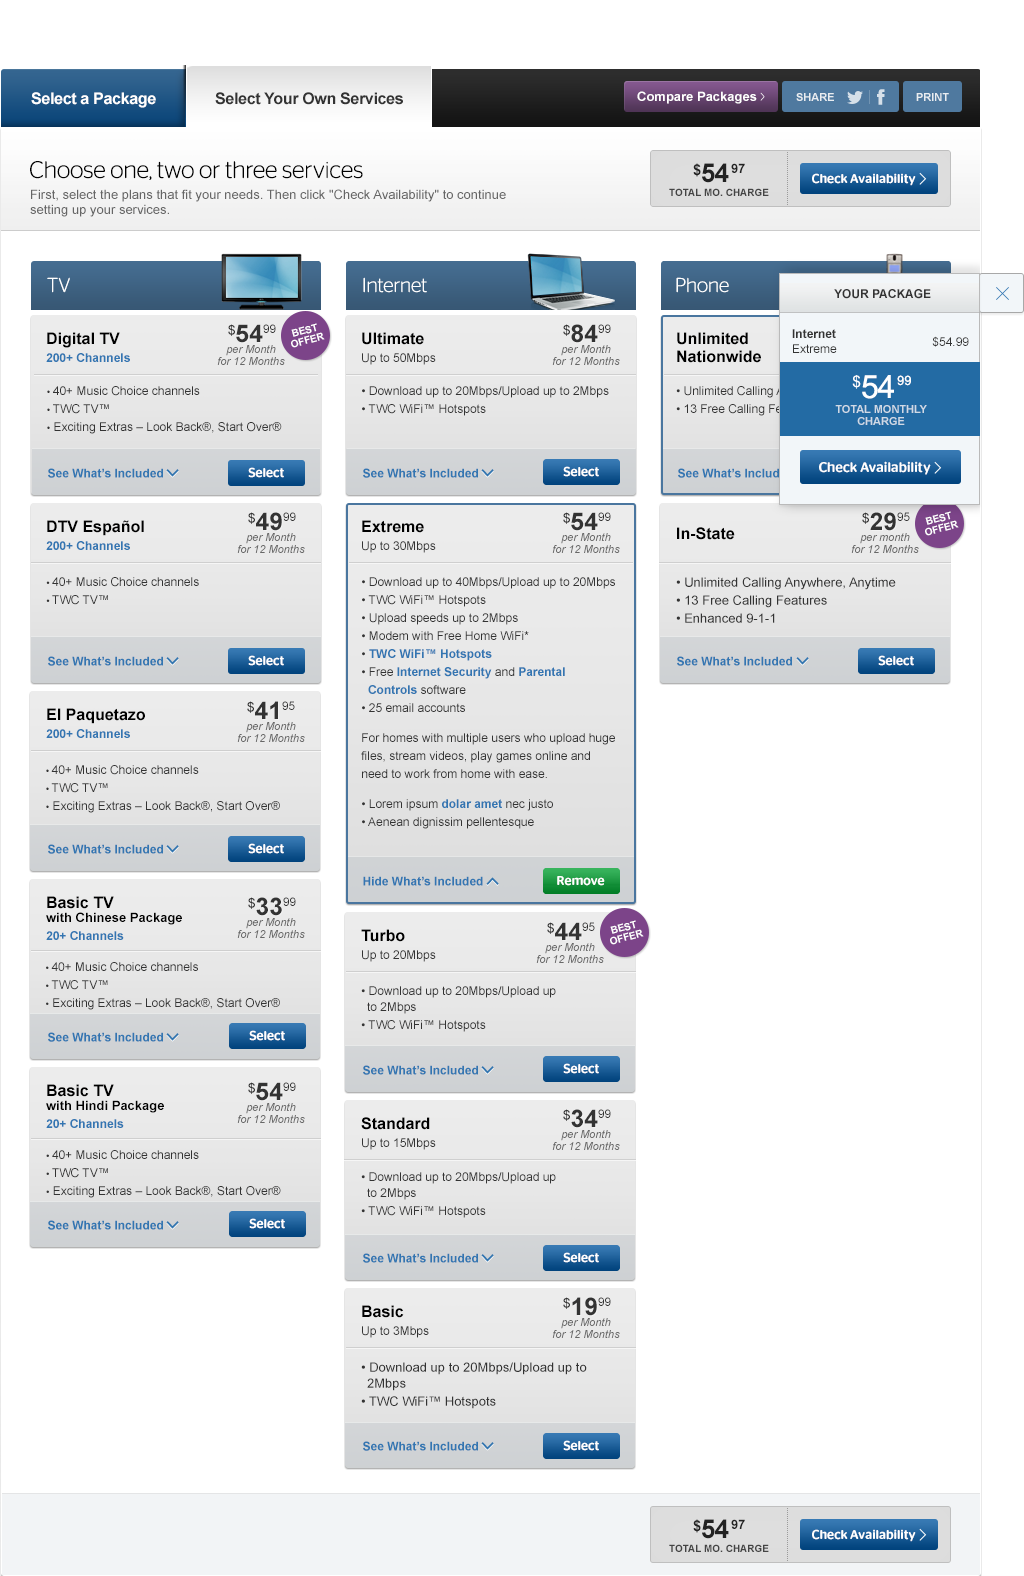 Select a Package
Select Your Own Services
Compare Packages
SHARE
PRINT
Choose one, two or three services
First, select the plans that fit your needs. Then click "Check Availability" to continue
setting up your services.
$54 97
TOTAL MO. CHARGE
Check Availability
TV
Digital TV
200+ Channels
$54 99
per Month
for 12 Months
BEST
OFFER
• 40+ Music Choice channels
• TWC TV™
• Exciting Extras – Look Back®, Start Over®
See What's Included
Select
DTV Español
200+ Channels
$49 99
per Month
for 12 Months
• 40+ Music Choice channels
• TWC TV™
See What's Included
Select
El Paquetazo
200+ Channels
$41 95
per Month
for 12 Months
• 40+ Music Choice channels
• TWC TV™
• Exciting Extras – Look Back®, Start Over®
See What's Included
Select
Basic TV
with Chinese Package
20+ Channels
$33 99
per Month
for 12 Months
• 40+ Music Choice channels
• TWC TV™
• Exciting Extras – Look Back®, Start Over®
See What's Included
Select
Basic TV
with Hindi Package
20+ Channels
$54 99
per Month
for 12 Months
• 40+ Music Choice channels
• TWC TV™
• Exciting Extras – Look Back®, Start Over®
See What's Included
Select
Internet
Ultimate
Up to 50Mbps
$84 99
per Month
for 12 Months
• Download up to 20Mbps/Upload up to 2Mbps
• TWC WiFi™ Hotspots
See What's Included
Select
Extreme
Up to 30Mbps
$54 99
per Month
for 12 Months
• Download up to 40Mbps/Upload up to 20Mbps
• TWC WiFi™ Hotspots
• Upload speeds up to 2Mbps
• Modem with Free Home WiFi*
• TWC WiFi™ Hotspots
• Free Internet Security and Parental
Controls software
• 25 email accounts
For homes with multiple users who upload huge
files, stream videos, play games online and
need to work from home with ease.
• Lorem ipsum dolar amet nec justo
• Aenean dignissim pellentesque
Hide What's Included
Remove
Turbo
Up to 20Mbps
$44 95
per Month
for 12 Months
BEST
OFFER
• Download up to 20Mbps/Upload up
to 2Mbps
• TWC WiFi™ Hotspots
See What's Included
Select
Standard
Up to 15Mbps
$34 99
per Month
for 12 Months
• Download up to 20Mbps/Upload up
to 2Mbps
• TWC WiFi™ Hotspots
See What's Included
Select
Basic
Up to 3Mbps
$19 99
per Month
for 12 Months
• Download up to 20Mbps/Upload up to
2Mbps
• TWC WiFi™ Hotspots
See What's Included
Select
Phone
Unlimited
Nationwide
• Unlimited Calling
• 13 Free Calling
See What's
YOUR PACKAGE
Internet
Extreme
$54.99
$54 99
TOTAL MONTHLY
CHARGE
Check Availability
In-State
$29 95
per month
for 12 Months
BEST
OFFER
• Unlimited Calling Anywhere, Anytime
• 13 Free Calling Features
• Enhanced 9-1-1
See What's Included
Select
$54 97
TOTAL MO. CHARGE
Check Availability